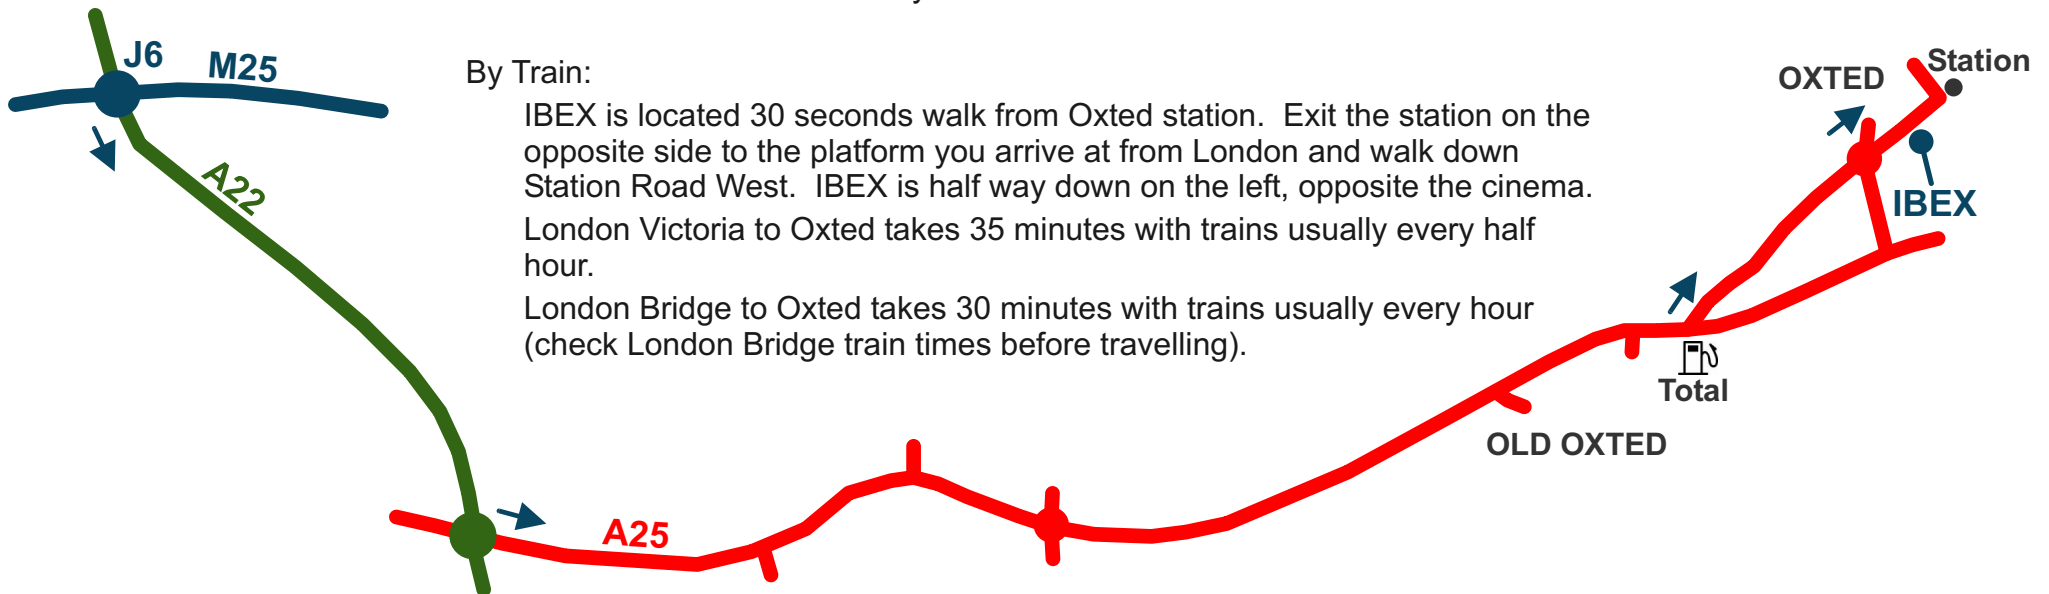 J6
M25
A22
By Train:
IBEX is located 30 seconds walk from Oxted station.  Exit the station on the
opposite side to the platform you arrive at from London and walk down
Station Road West.  IBEX is half way down on the left, opposite the cinema.
London Victoria to Oxted takes 35 minutes with trains usually every half
hour.
London Bridge to Oxted takes 30 minutes with trains usually every hour
(check London Bridge train times before travelling).
Station
OXTED
IBEX
Total
OLD OXTED
A25